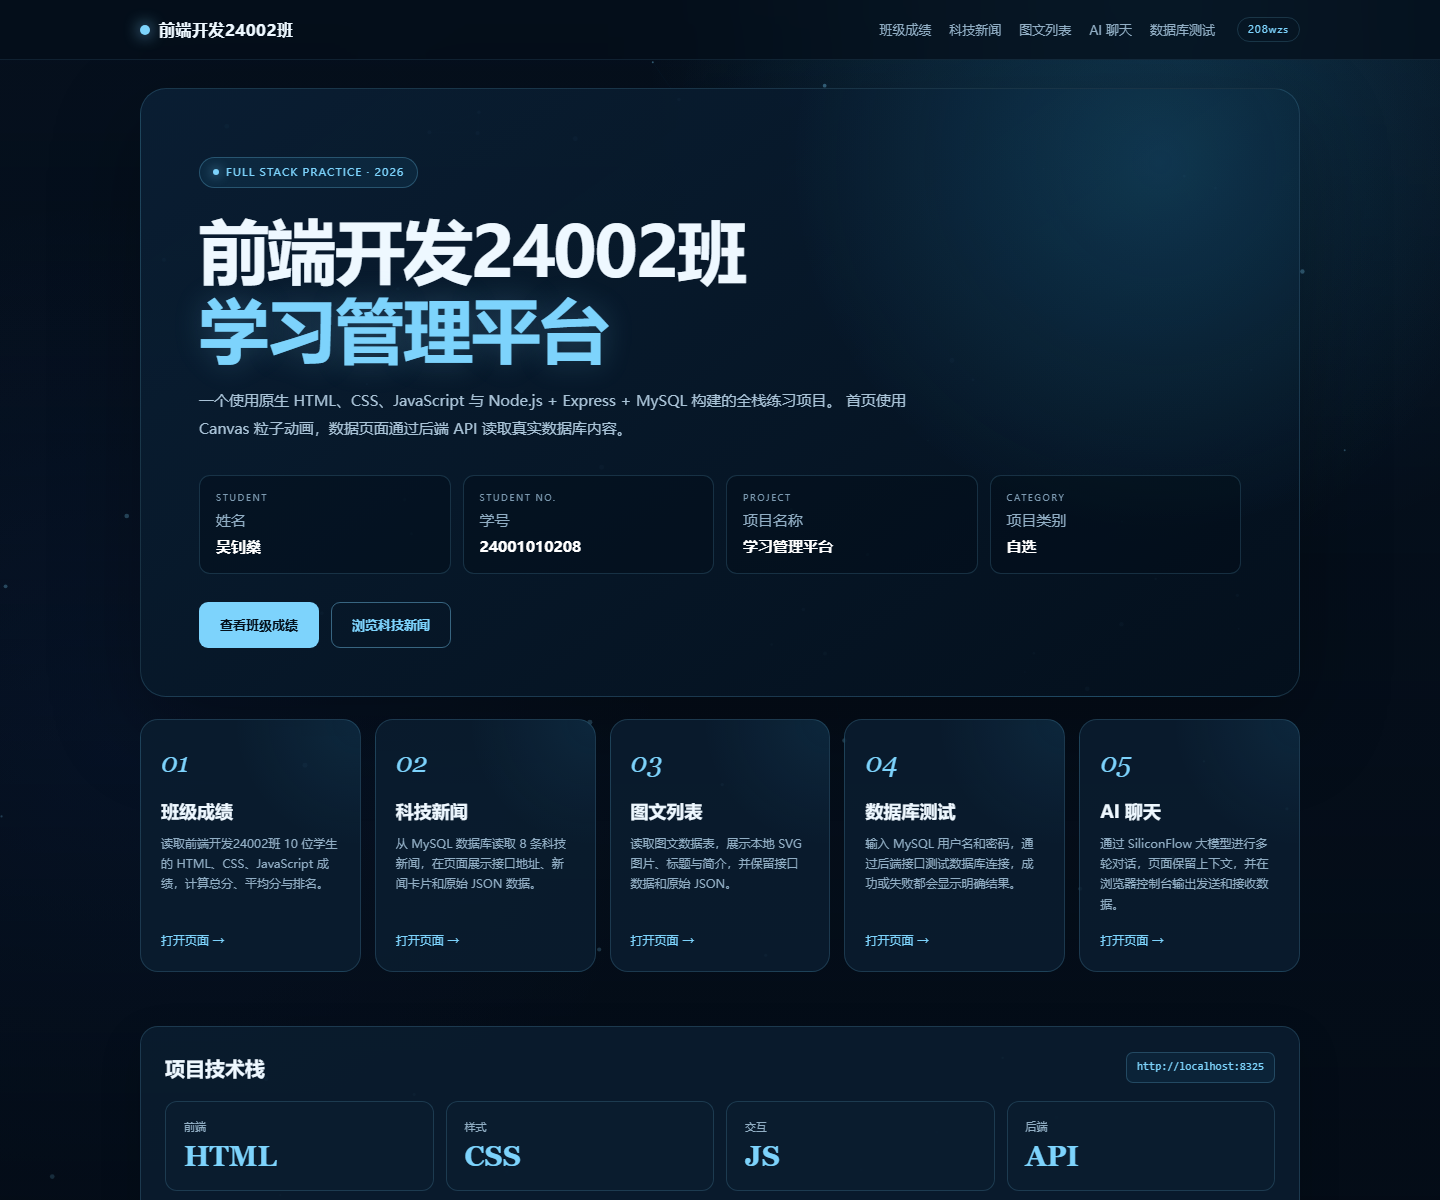 前端开发24002班
班级成绩 科技新闻 图文列表 AI 聊天 数据库测试 208wzs
FULL STACK PRACTICE · 2026
前端开发24002班
学习管理平台
一个使用原生 HTML、CSS、JavaScript 与 Node.js + Express + MySQL 构建的全栈练习项目。 首页使用
Canvas 粒子动画，数据页面通过后端 API 读取真实数据库内容。
STUDENT
姓名
吴钊燊
STUDENT NO.
学号
24001010208
PROJECT
项目名称
学习管理平台
CATEGORY
项目类别
自选
查看班级成绩
浏览科技新闻
01
班级成绩
读取前端开发24002班 10 位学生
的 HTML、CSS、JavaScript 成
绩，计算总分、平均分与排名。
打开页面 →
02
科技新闻
从 MySQL 数据库读取 8 条科技
新闻，在页面展示接口地址、新
闻卡片和原始 JSON 数据。
打开页面 →
03
图文列表
读取图文数据表，展示本地 SVG
图片、标题与简介，并保留接口
数据和原始 JSON。
打开页面 →
04
数据库测试
输入 MySQL 用户名和密码，通
过后端接口测试数据库连接，成
功或失败都会显示明确结果。
打开页面 →
05
AI 聊天
通过 SiliconFlow 大模型进行多
轮对话，页面保留上下文，并在
浏览器控制台输出发送和接收数
据。
打开页面 →
项目技术栈
http://localhost:8325
前端
HTML
样式
CSS
交互
JS
后端
API